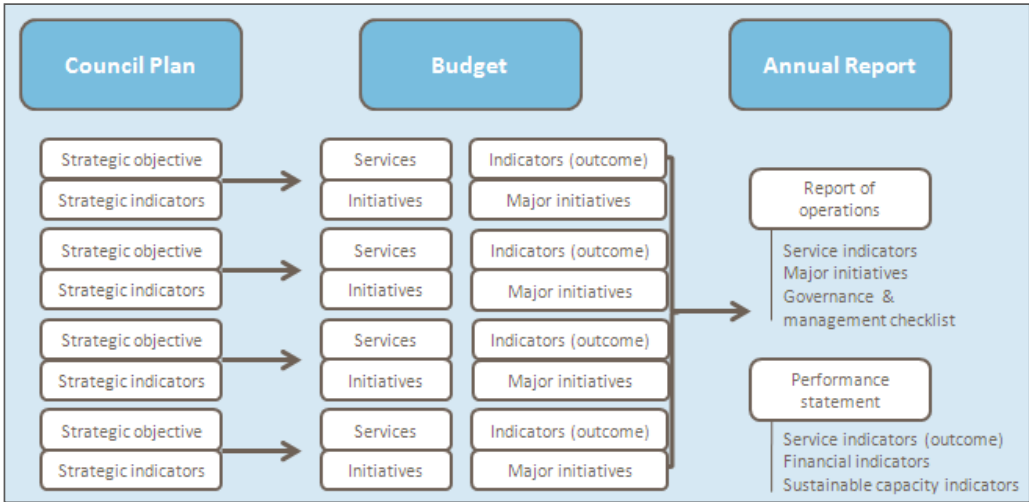 Council Plan
Budget
Annual Report
Strategic objective
Strategic indicators
Services
Initiatives
Indicators (outcome)
Major initiatives
Strategic objective
Strategic indicators
Services
Initiatives
Indicators (outcome)
Major initiatives
Strategic objective
Strategic indicators
Services
Initiatives
Indicators (outcome)
Major initiatives
Strategic objective
Strategic indicators
Services
Initiatives
Indicators (outcome)
Major initiatives
Report of
operations
Service indicators
Major initiatives
Governance &
management checklist
Performance
statement
Service indicators (outcome)
Financial indicators
Sustainable capacity indicators